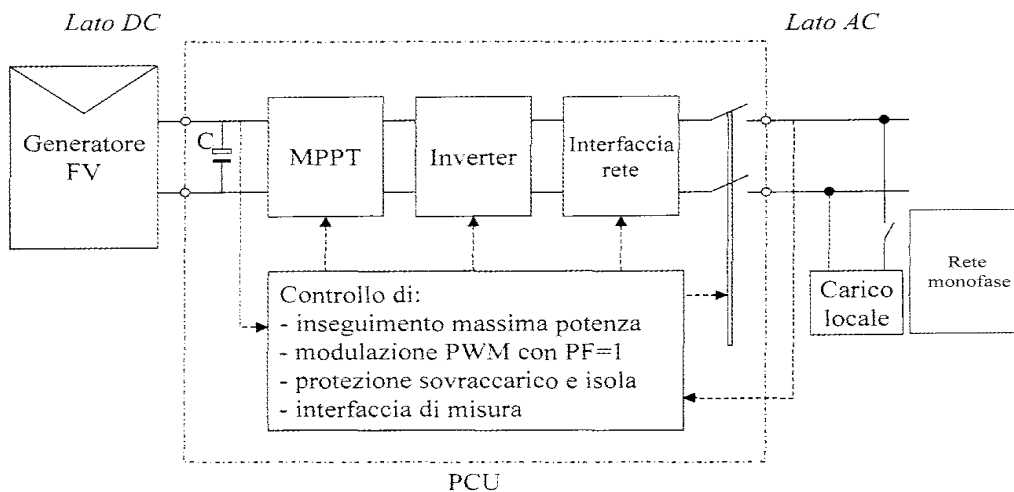 Lato DC
Lato AC
Generatore
FV
C
MPPT
Inverter
Interfaccia
rete
Controllo di:
- inseguimento massima potenza
- modulazione PWM con PF=1
- protezione sovraccarico e isola
- interfaccia di misura
Carico
locale
Rete
monofase
PCU